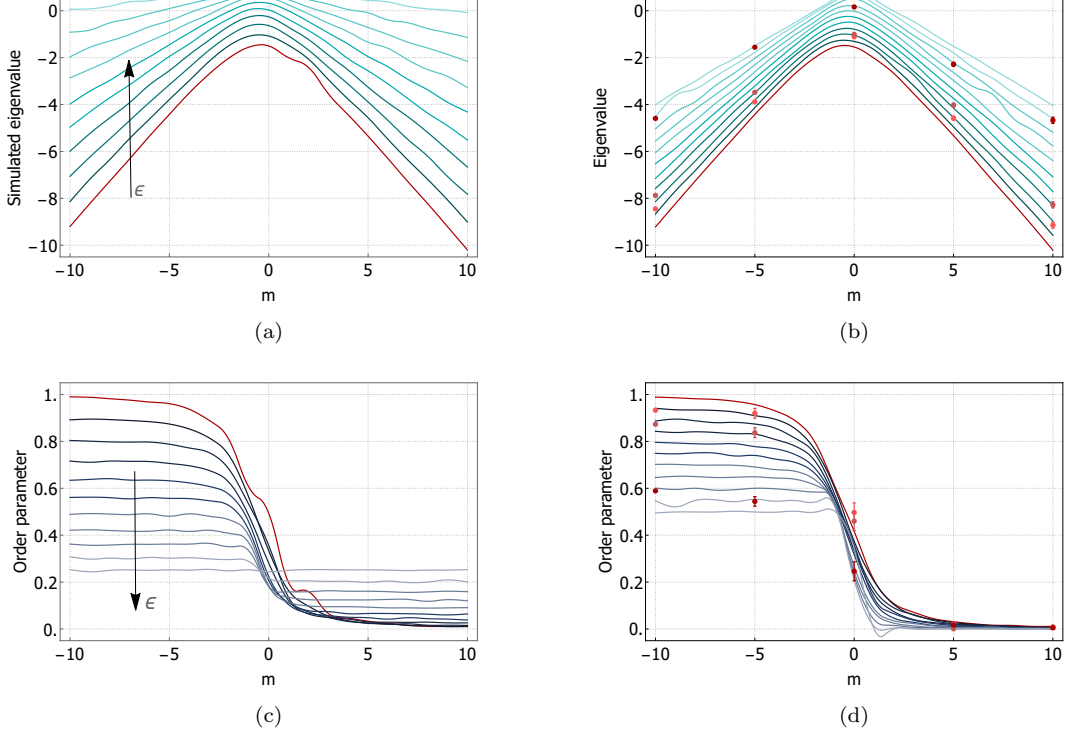 Simulated eigenvalue
0
−2
−4
−6
−8
−10
ϵ
−10 −5 0 5 10
m
(a)
Eigenvalue
0
−2
−4
−6
−8
−10
−10 −5 0 5 10
m
(b)
Order parameter
1.
0.8
0.6
0.4
0.2
0.
ϵ
−10 −5 0 5 10
m
(c)
Order parameter
1.
0.8
0.6
0.4
0.2
0.
−10 −5 0 5 10
m
(d)